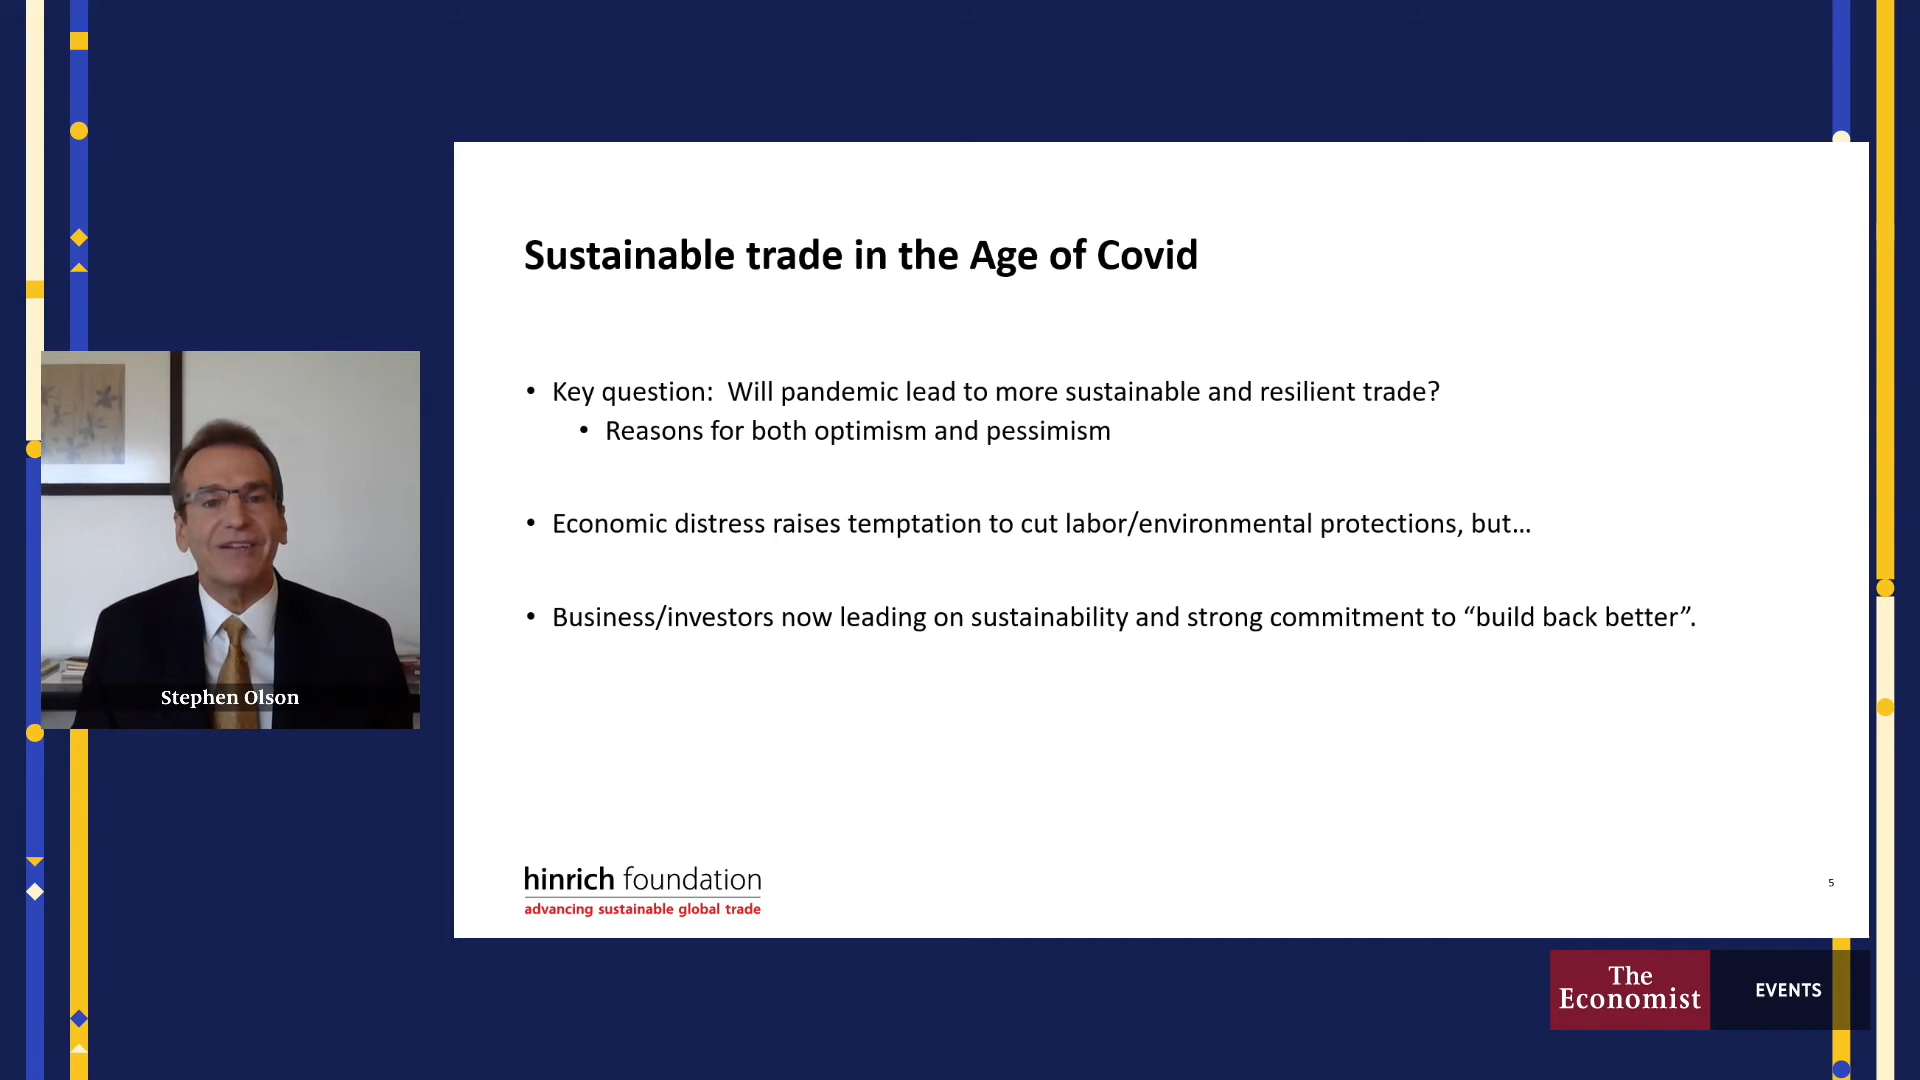 Sustainable trade in the Age of Covid
• Key question:  Will pandemic lead to more sustainable and resilient trade?
• Reasons for both optimism and pessimism
• Economic distress raises temptation to cut labor/environmental protections, but…
• Business/investors now leading on sustainability and strong commitment to “build back better”.
Stephen Olson
hinrich foundation
advancing sustainable global trade
5
The
Economist
EVENTS